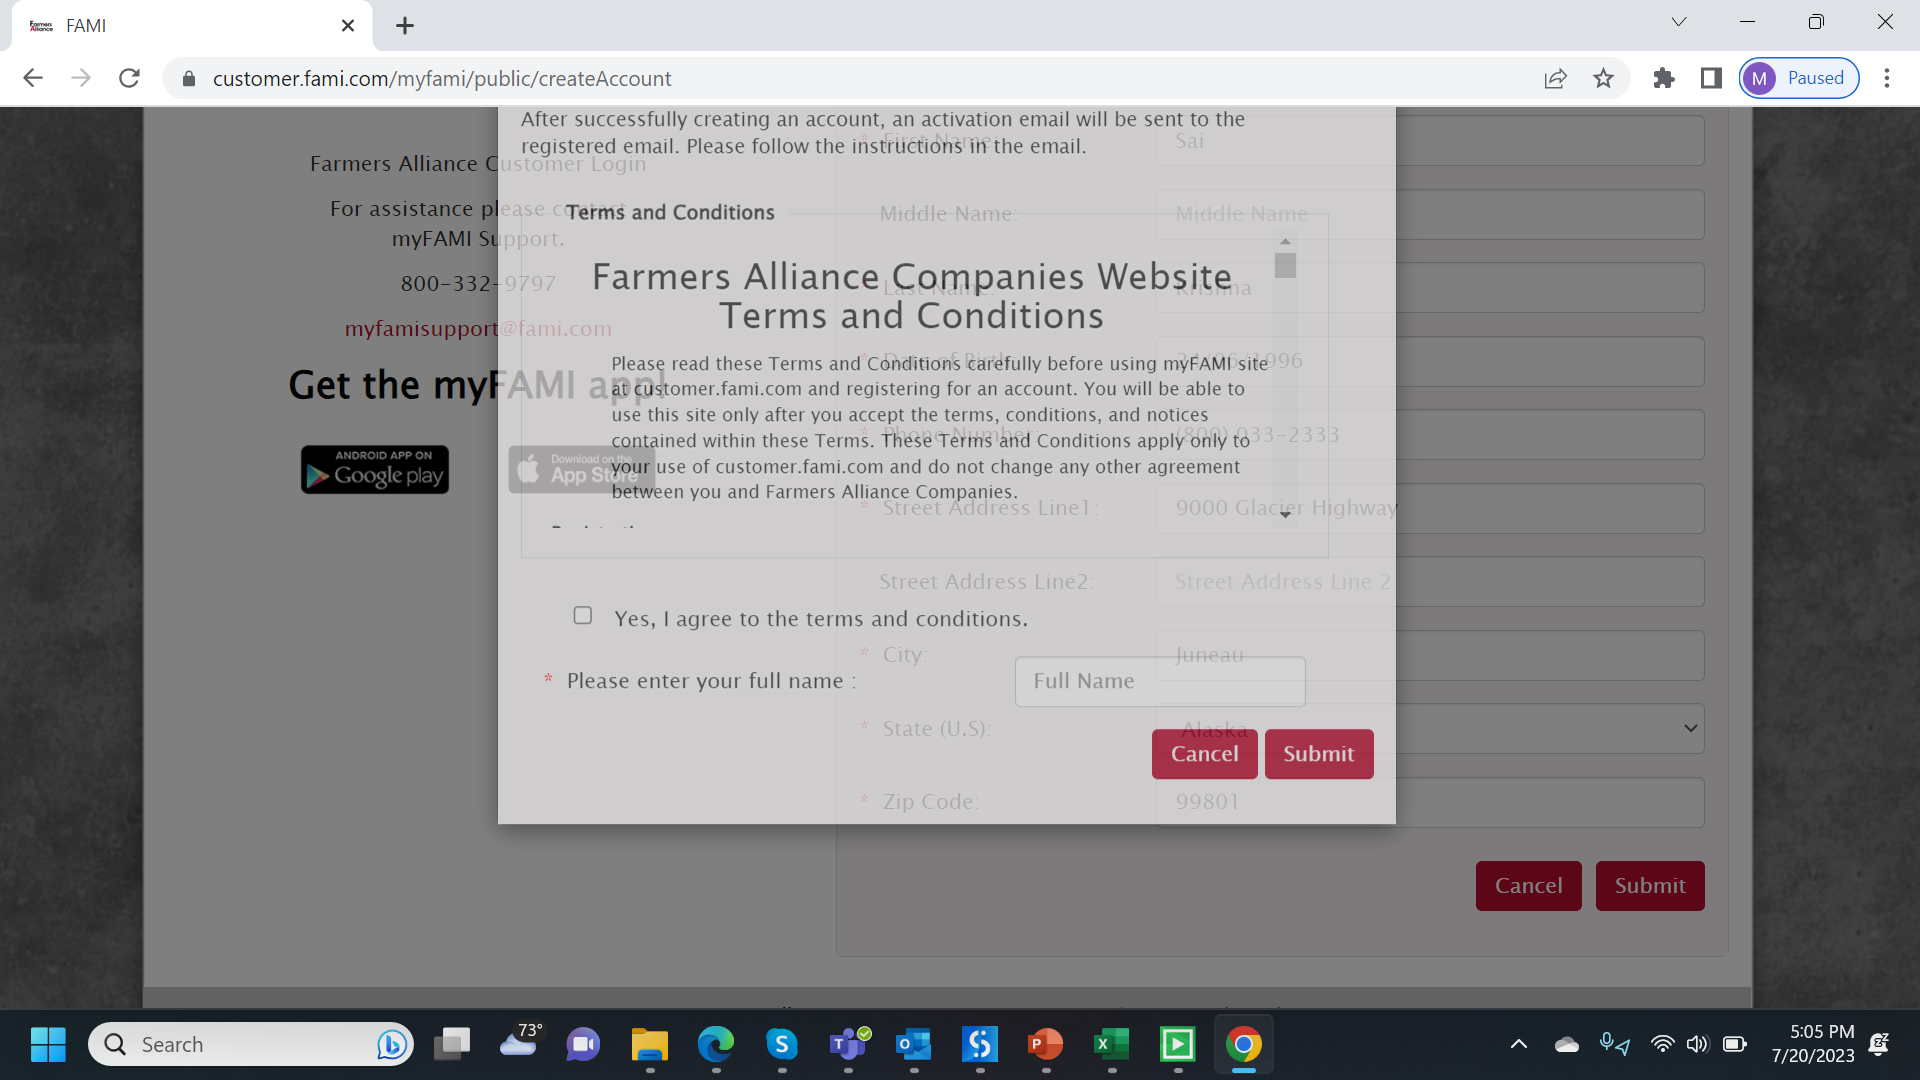 FAMI
customer.fami.com/myfami/public/createAccount
M Paused
After successfully creating an account, an activation email will be sent to the
registered email. Please follow the instructions in the email.
Farmers Alliance Customer Login
For assistance please contact
myFAMI Support.
800-332-9797
myfamisupport@fami.com
Get the myFAMI app!
ANDROID APP ON
Google play
Download on the
App Store
Terms and Conditions
Farmers Alliance Companies Website
Terms and Conditions
Please read these Terms and Conditions carefully before using myFAMI site
at customer.fami.com and registering for an account. You will be able to
use this site only after you accept the terms, conditions, and notices
contained within these Terms. These Terms and Conditions apply only to
your use of customer.fami.com and do not change any other agreement
between you and Farmers Alliance Companies.
Yes, I agree to the terms and conditions.
* Please enter your full name : Full Name
Cancel Submit
* First Name: Sai
Middle Name: Middle Name
* Last Name: Krishna
* Date of Birth: 24/06/1996
* Phone Number: (800) 033-2333
* Street Address Line1: 9000 Glacier Highway
Street Address Line2: Street Address Line 2
* City: Juneau
* State (U.S): Alaska
* Zip Code: 99801
Cancel Submit
Search
73°
5:05 PM
7/20/2023